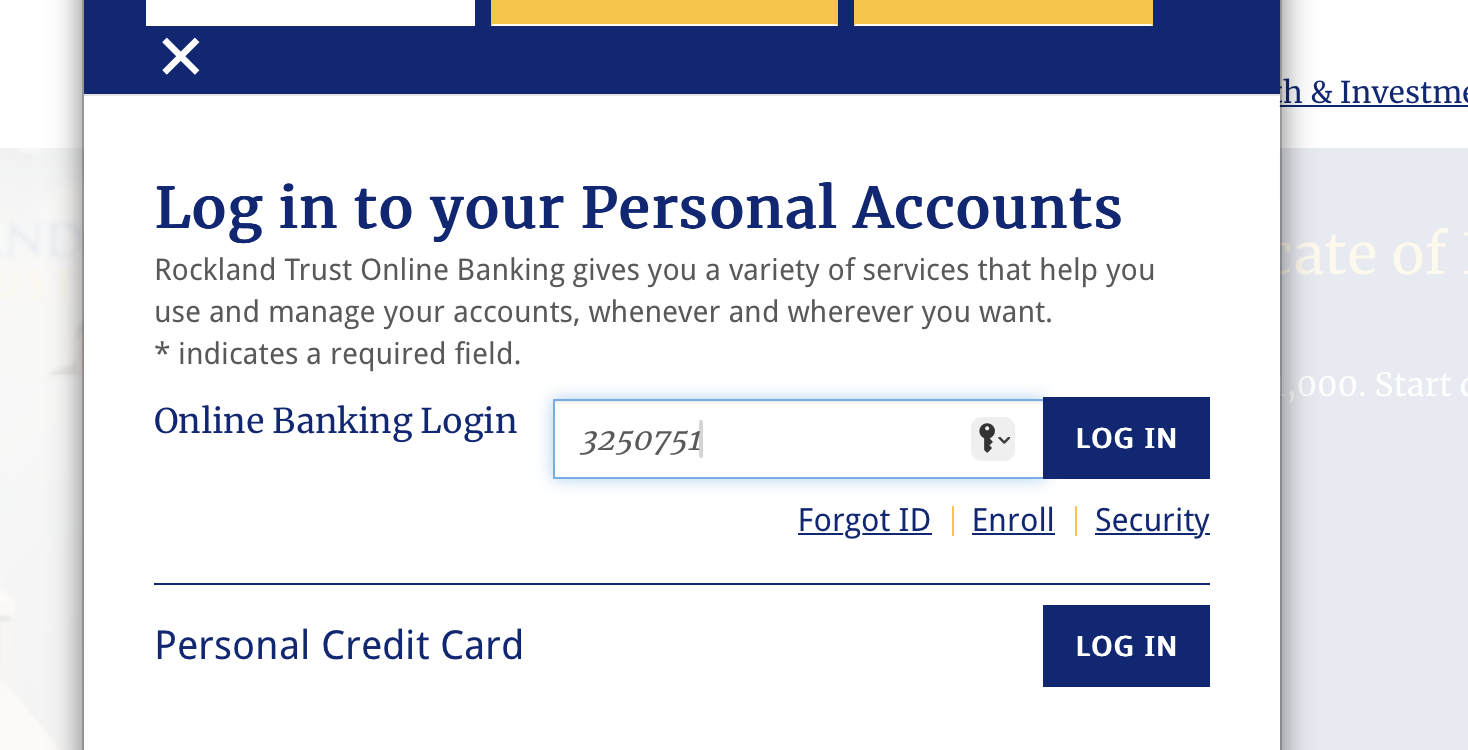 th & Investme
Log in to your Personal Accounts
Rockland Trust Online Banking gives you a variety of services that help you
use and manage your accounts, whenever and wherever you want.
* indicates a required field.
Online Banking Login
3250751
LOG IN
Forgot ID
Enroll
Security
Personal Credit Card
LOG IN
AND
cate of
,000. Start